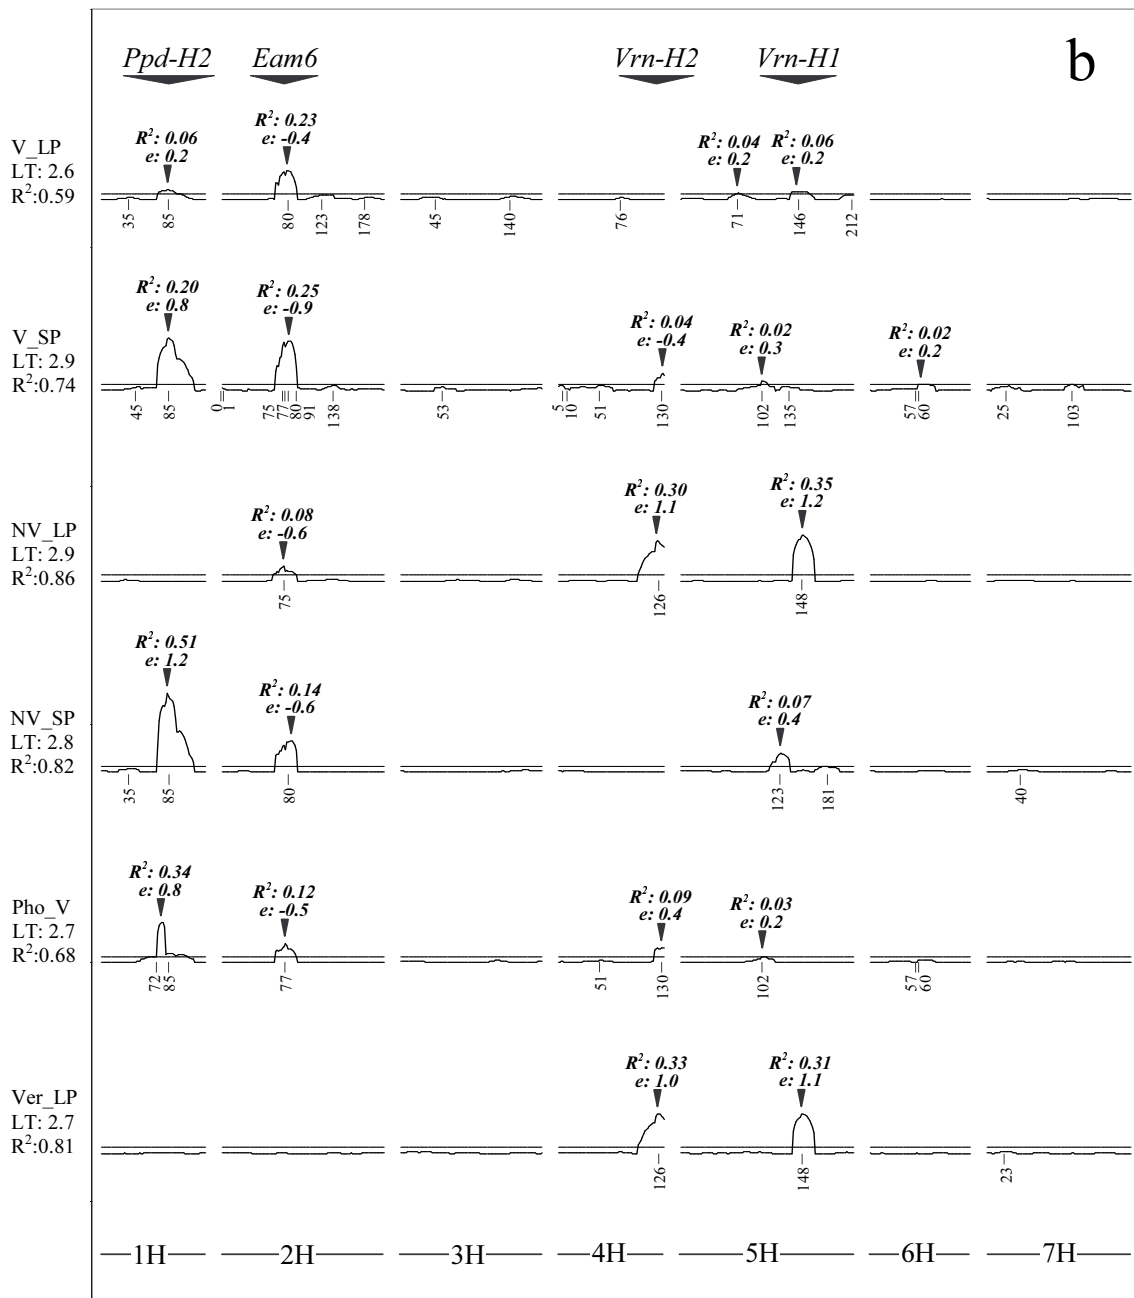 Ppd-H2 Eam6 Vrn-H2 Vrn-H1 b
V_LP
LT: 2.6
R²:0.59
R²: 0.06
e: 0.2
R²: 0.23
e: -0.4
R²: 0.04
e: 0.2
R²: 0.06
e: 0.2
35 85 80 123 178 45 140 76 71 146 212
V_SP
LT: 2.9
R²:0.74
R²: 0.20
e: 0.8
R²: 0.25
e: -0.9
R²: 0.04
e: -0.4
R²: 0.02
e: 0.3
R²: 0.02
e: 0.2
45 85 0 1 75 77 80 91 138 53 5 10 51 130 102 135 57 60 25 103
NV_LP
LT: 2.9
R²:0.86
R²: 0.08
e: -0.6
R²: 0.30
e: 1.1
R²: 0.35
e: 1.2
75 126 148
NV_SP
LT: 2.8
R²:0.82
R²: 0.51
e: 1.2
R²: 0.14
e: -0.6
R²: 0.07
e: 0.4
35 85 80 123 181 40
Pho_V
LT: 2.7
R²:0.68
R²: 0.34
e: 0.8
R²: 0.12
e: -0.5
R²: 0.09
e: 0.4
R²: 0.03
e: 0.2
72 85 77 51 130 102 57 60
Ver_LP
LT: 2.7
R²:0.81
R²: 0.33
e: 1.0
R²: 0.31
e: 1.1
126 148 23
1H 2H 3H 4H 5H 6H 7H